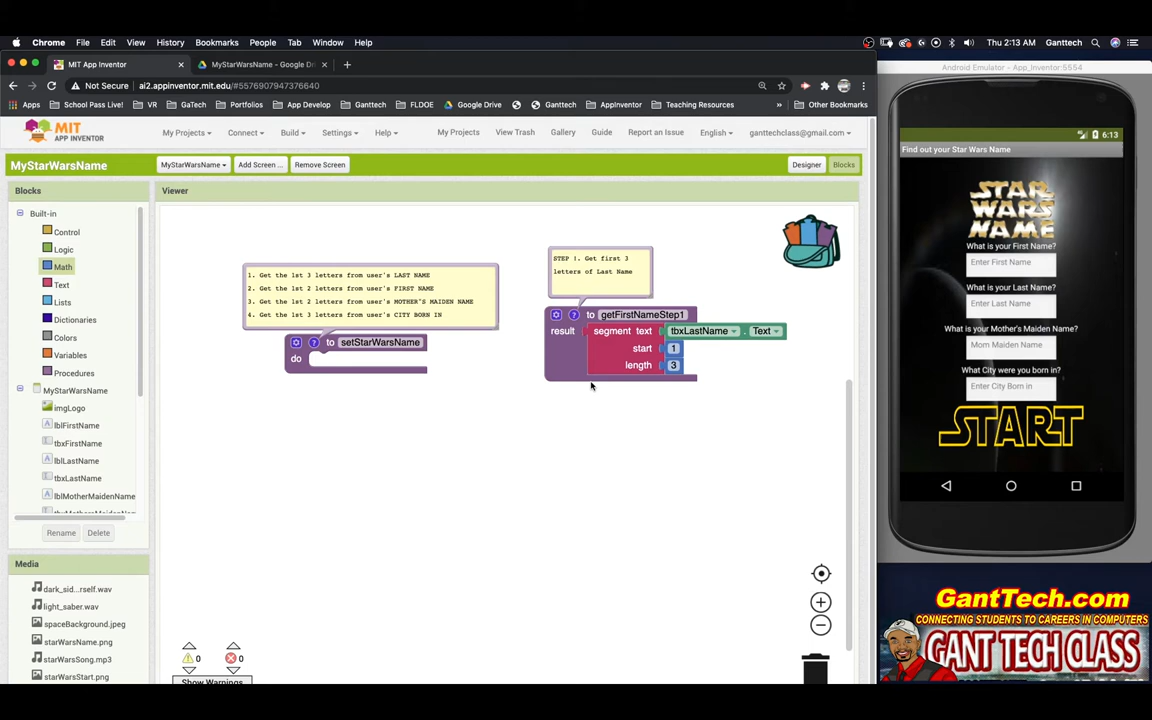 Chrome File Edit View History Bookmarks People Tab Window Help
Thu 2:13 AM Ganttech
MIT App Inventor
MyStarWarsName - Google Dri
Android Emulator - App_Inventor:5554
Not Secure ai2.appinventor.mit.edu/#5576907947376640
Apps School Pass Live! VR GaTech Portfolios App Develop Ganttech FLDOE Google Drive Ganttech AppInventor Teaching Resources Other Bookmarks
MIT
APP INVENTOR
My Projects Connect Build Settings Help My Projects View Trash Gallery Guide Report an Issue English ganttechclass@gmail.com
MyStarWarsName
MyStarWarsName Add Screen ... Remove Screen Designer Blocks
Blocks
Viewer
Built-in
Control
Logic
Math
Text
Lists
Dictionaries
Colors
Variables
Procedures
MyStarWarsName
imgLogo
lblFirstName
tbxFirstName
lblLastName
tbxLastName
lblMotherMaidenName
Rename Delete
Media
dark_sid...rself.wav
light_saber.wav
spaceBackground.jpeg
starWarsName.png
starWarsSong.mp3
starWarsStart.png
1. Get the 1st 3 letters from user's LAST NAME
2. Get the 1st 2 letters from user's FIRST NAME
3. Get the 1st 2 letters from user's MOTHER'S MAIDEN NAME
4. Get the 1st 3 letters from user's CITY BORN IN
? to setStarWarsName
do
STEP !. Get first 3
letters of Last Name
? to getFirstNameStep1
result segment text tbxLastName . Text
start 1
length 3
0 0
Show Warnings
6:13
Find out your Star Wars Name
STAR
WARS
NAME
What is your First Name?
Enter First Name
What is your Last Name?
Enter Last Name
What is your Mother's Maiden Name?
Mom Maiden Name
What City were you born in?
Enter City Born in
START
GantTech.com
CONNECTING STUDENTS TO CAREERS IN COMPUTERS
GANT TECH CLASS